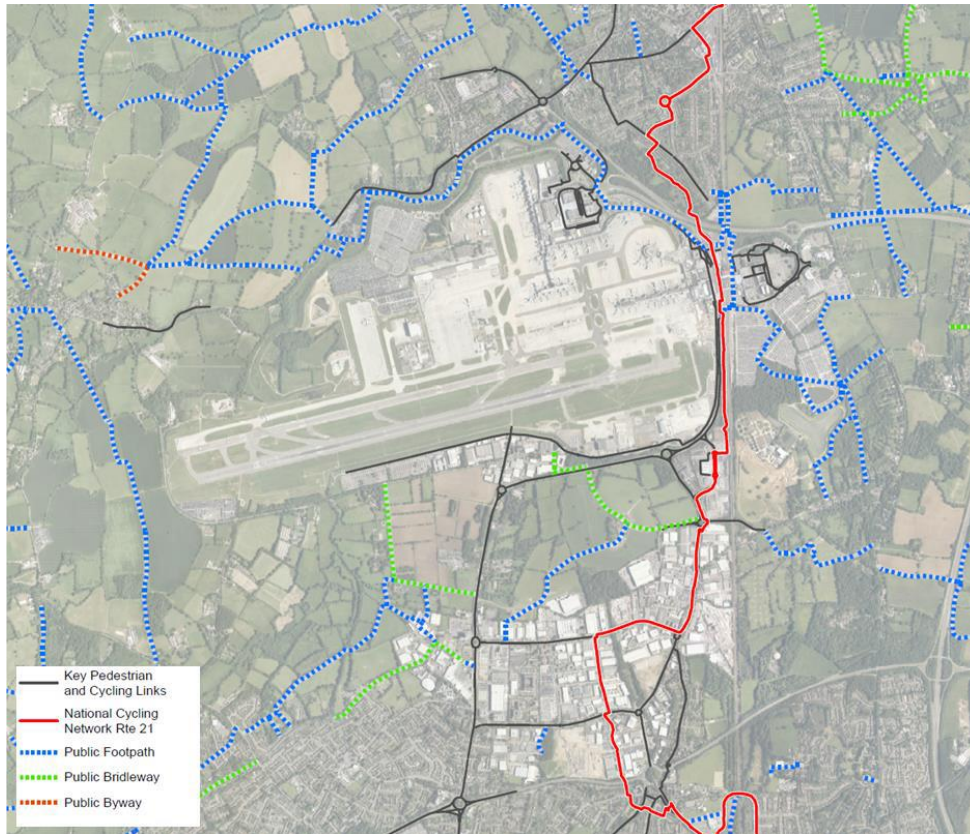 Key Pedestrian
and Cycling Links
National Cycling
Network Rte 21
Public Footpath
Public Bridleway
Public Byway